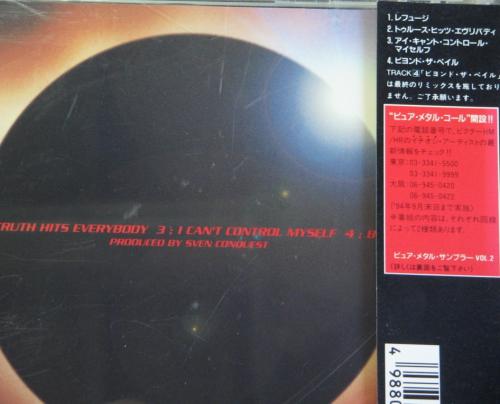 TRUTH HITS EVERYBODY 3 ; I CAN'T CONTROL MYSELF 4 ; B
PRODUCED BY SVEN CONQUEST
1. レフュージ
2. トゥルース・ヒッツ・エヴリバディ
3. アイ・キャント・コントロール・
マイセルフ
4. ビヨンド・ザ・ベイル
TRACK④「ビヨンド・ザ・ベイル」
は最終のリミックスを施しており
ません。ご了承願います。
"ピュア・メタル・コール"開設!!
下記の電話番号で、ビクターHM
/HRのイチオシ・アーティストの最
新情報をチェック!!
東京:03-3341-5500
03-3341-9999
大阪:06-945-0420
06-945-0422
('94年9月末日まで実施)
※番組の内容は、それぞれ回線
によって2種類あります。
ピュア・メタル・サンプラー VOL.2
(詳しくは裏面をご覧下さい)
4 9880